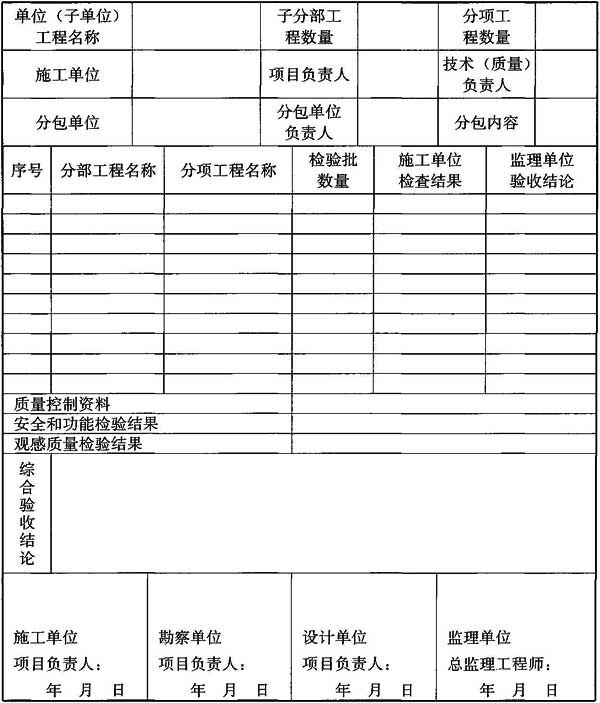 单位（子单位）
工程名称
子分部工
程数量
分项工
程数量
施工单位
项目负责人
技术（质量）
负责人
分包单位
分包单位
负责人
分包内容
序号
分部工程名称
分项工程名称
检验批
数量
施工单位
检查结果
监理单位
验收结论
质量控制资料
安全和功能检验结果
观感质量检验结果
综
合
验
收
结
论
施工单位
项目负责人：
年 月 日
勘察单位
项目负责人：
年 月 日
设计单位
项目负责人：
年 月 日
监理单位
总监理工程师：
年 月 日